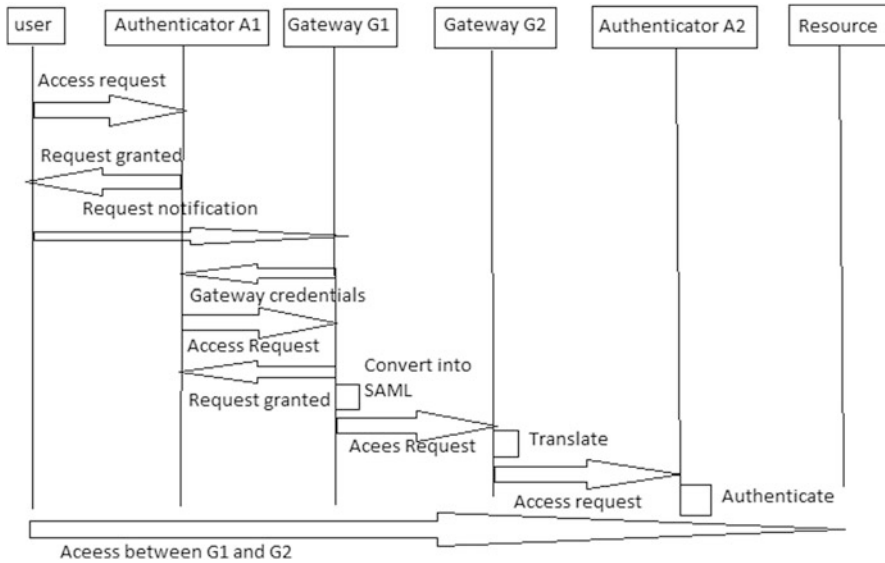 user
Authenticator A1
Gateway G1
Gateway G2
Authenticator A2
Resource
Access request
Request granted
Request notification
Gateway credentials
Access Request
Convert into
SAML
Request granted
Acees Request
Translate
Access request
Authenticate
Aceess between G1 and G2